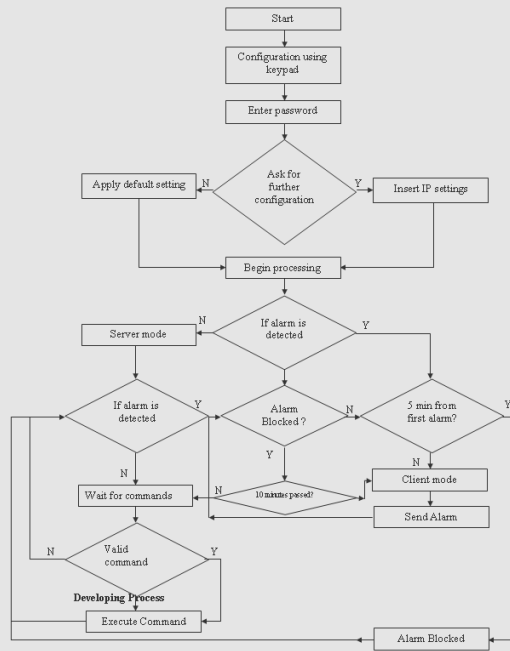 Start
Configuration using
keypad
Enter password
Ask for
further
configuration
N
Y
Apply default setting
Insert IP settings
Begin processing
If alarm is
detected
N
Y
Server mode
If alarm is
detected
Y
Alarm
Blocked ?
N
5 min from
first alarm?
Y
N
Y
N
Wait for commands
N
10 minutes passed?
Client mode
Send Alarm
Valid
command
N
Y
Developing Process
Execute Command
Alarm Blocked